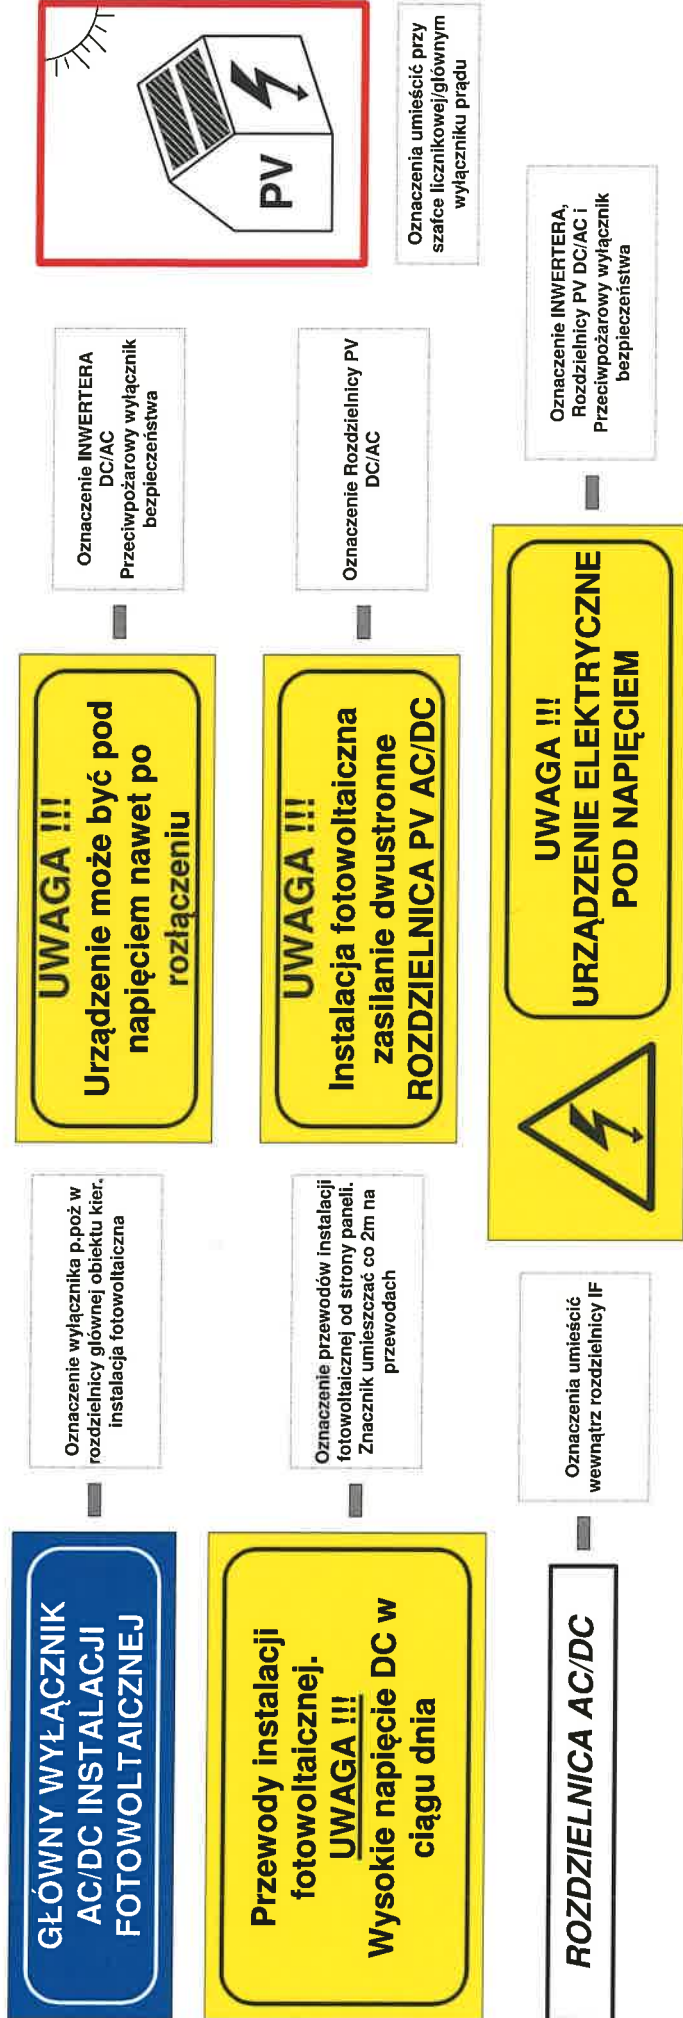 GŁÓWNY WYŁĄCZNIK
AC/DC INSTALACJI
FOTOWOLTAICZNEJ
Oznaczenie wyłącznika p.poż w
rozdzielnicy głównej obiektu kier.
instalacja fotowoltaiczna
UWAGA !!!
Urządzenie może być pod
napięciem nawet po
rozłączeniu
Oznaczenie INWERTERA
DC/AC
Przeciwpożarowy wyłącznik
bezpieczeństwa
PV
Oznaczenia umieścić przy
szafce licznikowej/głównym
wyłączniku prądu
Przewody instalacji
fotowoltaicznej.
UWAGA !!!
Wysokie napięcie DC w
ciągu dnia
Oznaczenie przewodów instalacji
fotowoltaicznej od strony paneli.
Znacznik umieszczać co 2m na
przewodach
UWAGA !!!
Instalacja fotowoltaiczna
zasilanie dwustronne
ROZDZIELNICA PV AC/DC
Oznaczenie Rozdzielnicy PV
DC/AC
ROZDZIELNICA AC/DC
Oznaczenia umieścić
wewnątrz rozdzielnicy IF
UWAGA !!!
URZĄDZENIE ELEKTRYCZNE
POD NAPIĘCIEM
Oznaczenie INWERTERA,
Rozdzielnicy PV DC/AC i
Przeciwpożarowy wyłącznik
bezpieczeństwa